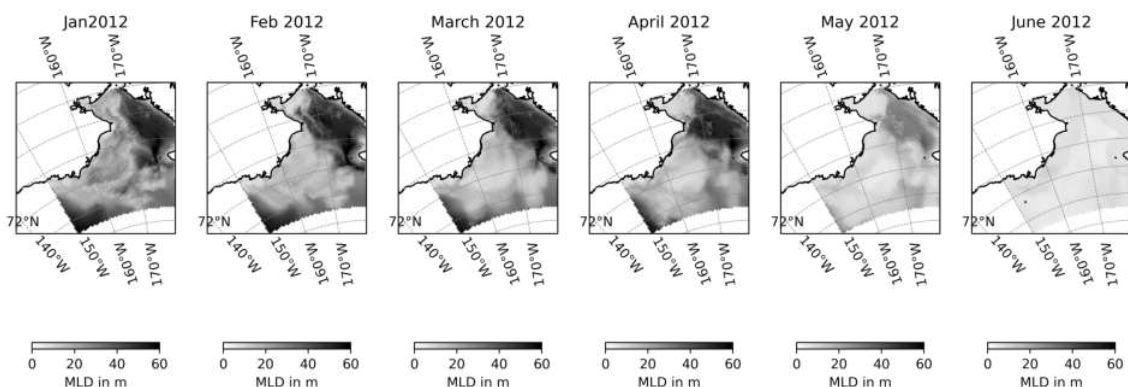 Jan2012 Feb 2012 March 2012 April 2012 May 2012 June 2012
160°W 170°W 160°W 170°W 160°W 170°W 160°W 170°W 160°W 170°W 160°W 170°W
72°N 72°N 72°N 72°N 72°N 72°N
140°W 150°W 160°W 170°W 140°W 150°W 160°W 170°W 140°W 150°W 160°W 170°W 140°W 150°W 160°W 170°W 140°W 150°W 160°W 170°W 140°W 150°W 160°W 170°W
0 20 40 60 0 20 40 60 0 20 40 60 0 20 40 60 0 20 40 60 0 20 40 60
MLD in m MLD in m MLD in m MLD in m MLD in m MLD in m